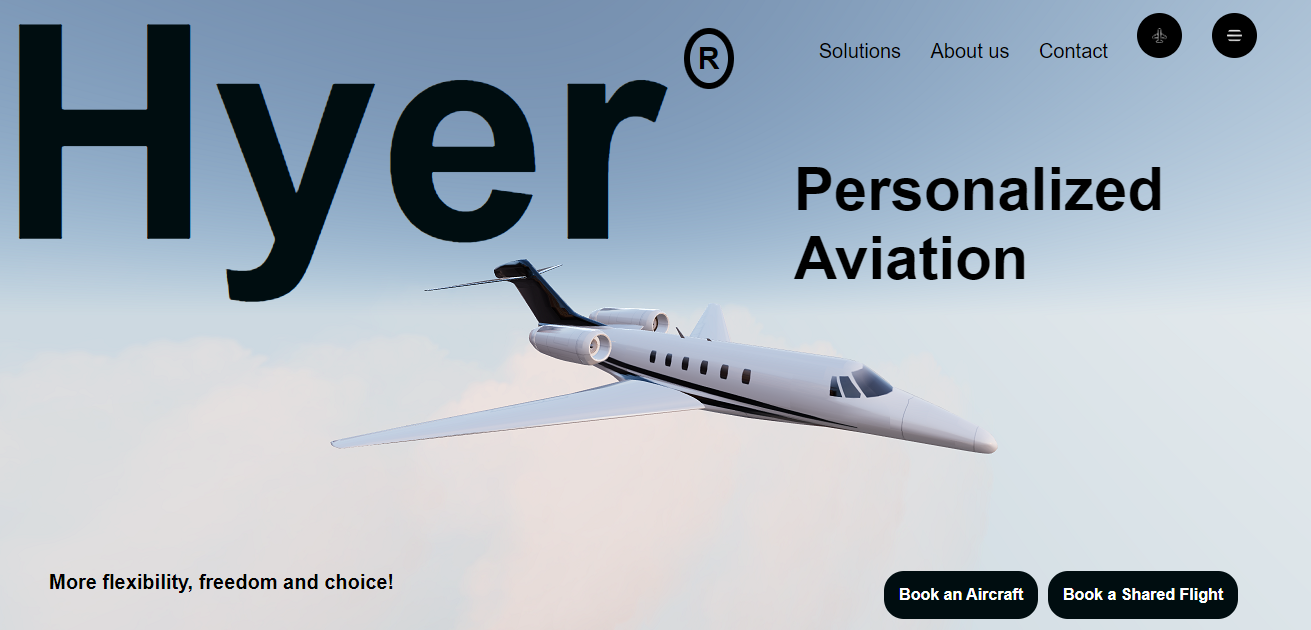 Hyer
®
Solutions About us Contact
Personalized
Aviation
More flexibility, freedom and choice!
Book an Aircraft Book a Shared Flight